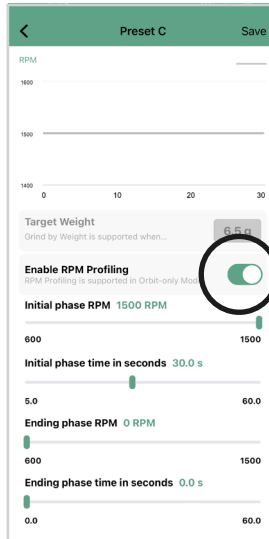 Preset C Save
RPM
1600
1500
1400
0 10 20 30
Target Weight
Grind by Weight is supported when...
6.5 g
Enable RPM Profiling
RPM Profiling is supported in Orbit-only
Initial phase RPM 1500 RPM
600 1500
Initial phase time in seconds 30.0 s
5.0 60.0
Ending phase RPM 0 RPM
600 1500
Ending phase time in seconds 0.0 s
0.0 60.0